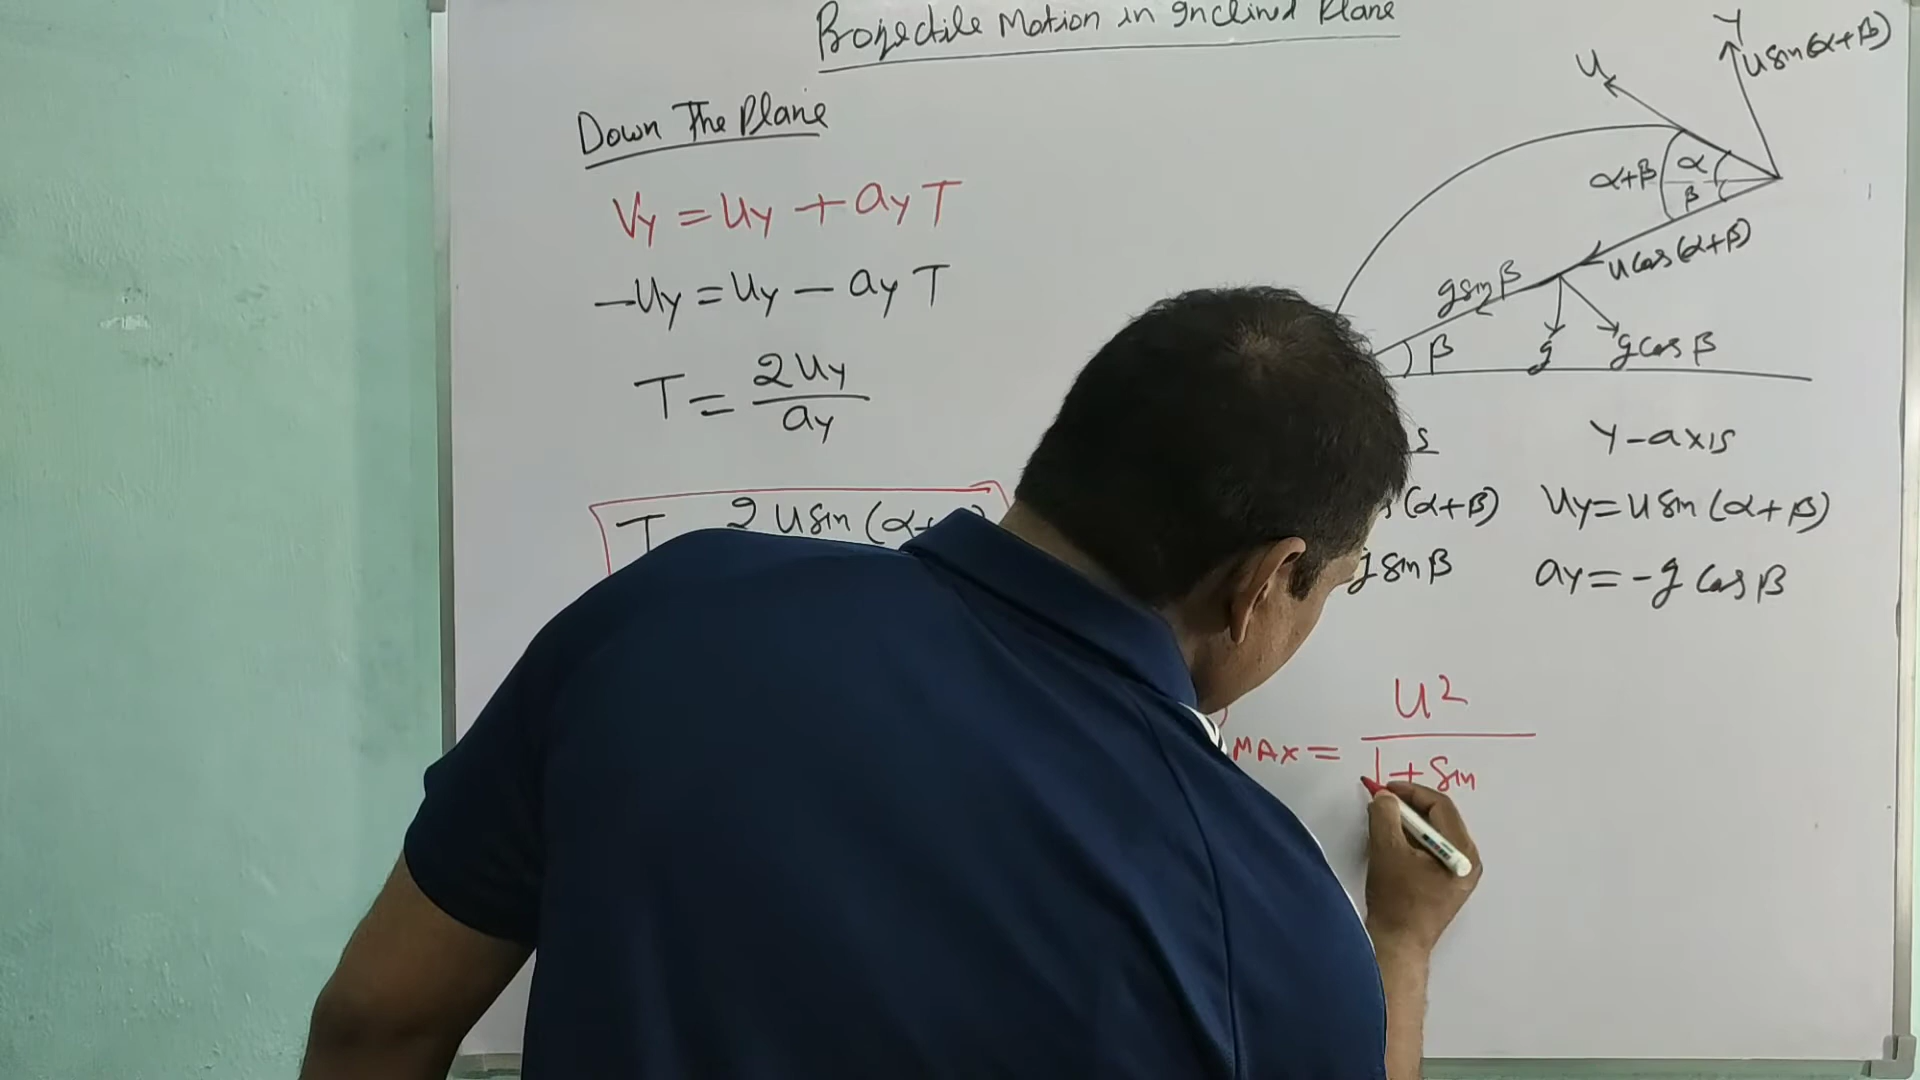 Projectile Motion in Inclined Plane
Down The Plane
Vy = Uy + ay T
-Uy = Uy - ay T
T = 2Uy / ay
T 2 U sin (α+
Y
U sin(α+β)
U
α+β
α
β
U cos(α+β)
g sin β
β
g
g cos β
s
Y-axis
(α+β)
Uy = U sin (α+β)
g sin β
ay = -g cos β
MAX = U² / 1 + sin